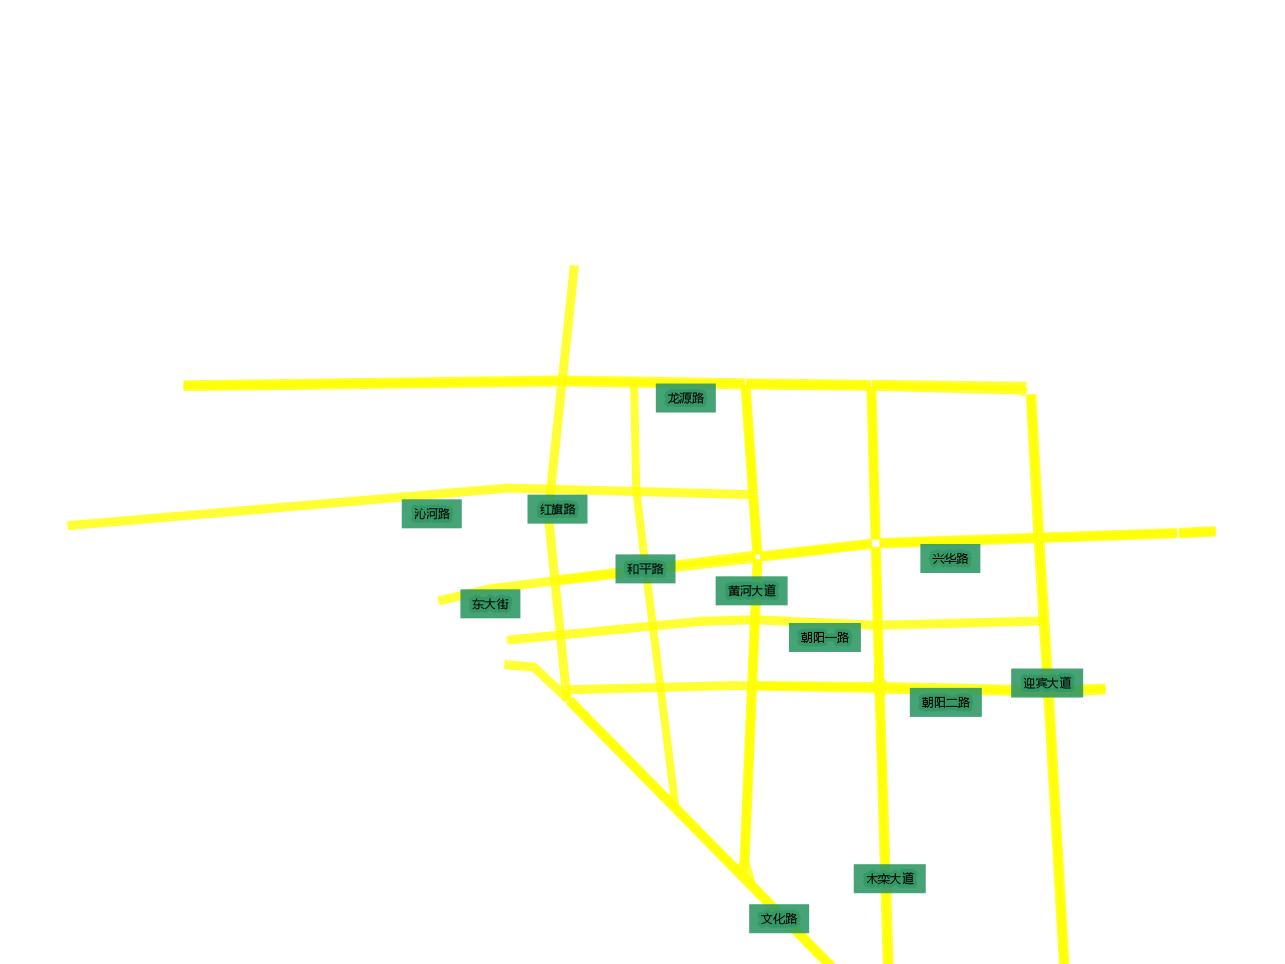 龙源路
沁河路
红旗路
兴华路
和平路
黄河大道
东大街
朝阳一路
迎宾大道
朝阳二路
木栾大道
文化路